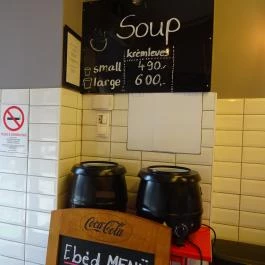 Soup
krémleves
small 490.-
large 600.-
Coca-Cola
Ebéd MENÜ